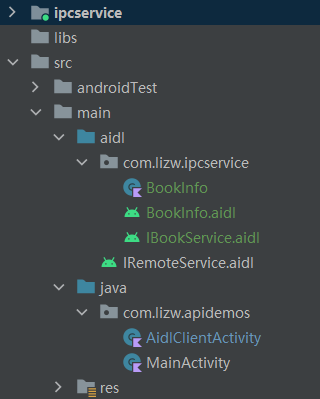 ipcservice
libs
src
androidTest
main
aidl
com.lizw.ipcservice
BookInfo
BookInfo.aidl
IBookService.aidl
IRemoteService.aidl
java
com.lizw.apidemos
AidlClientActivity
MainActivity
res